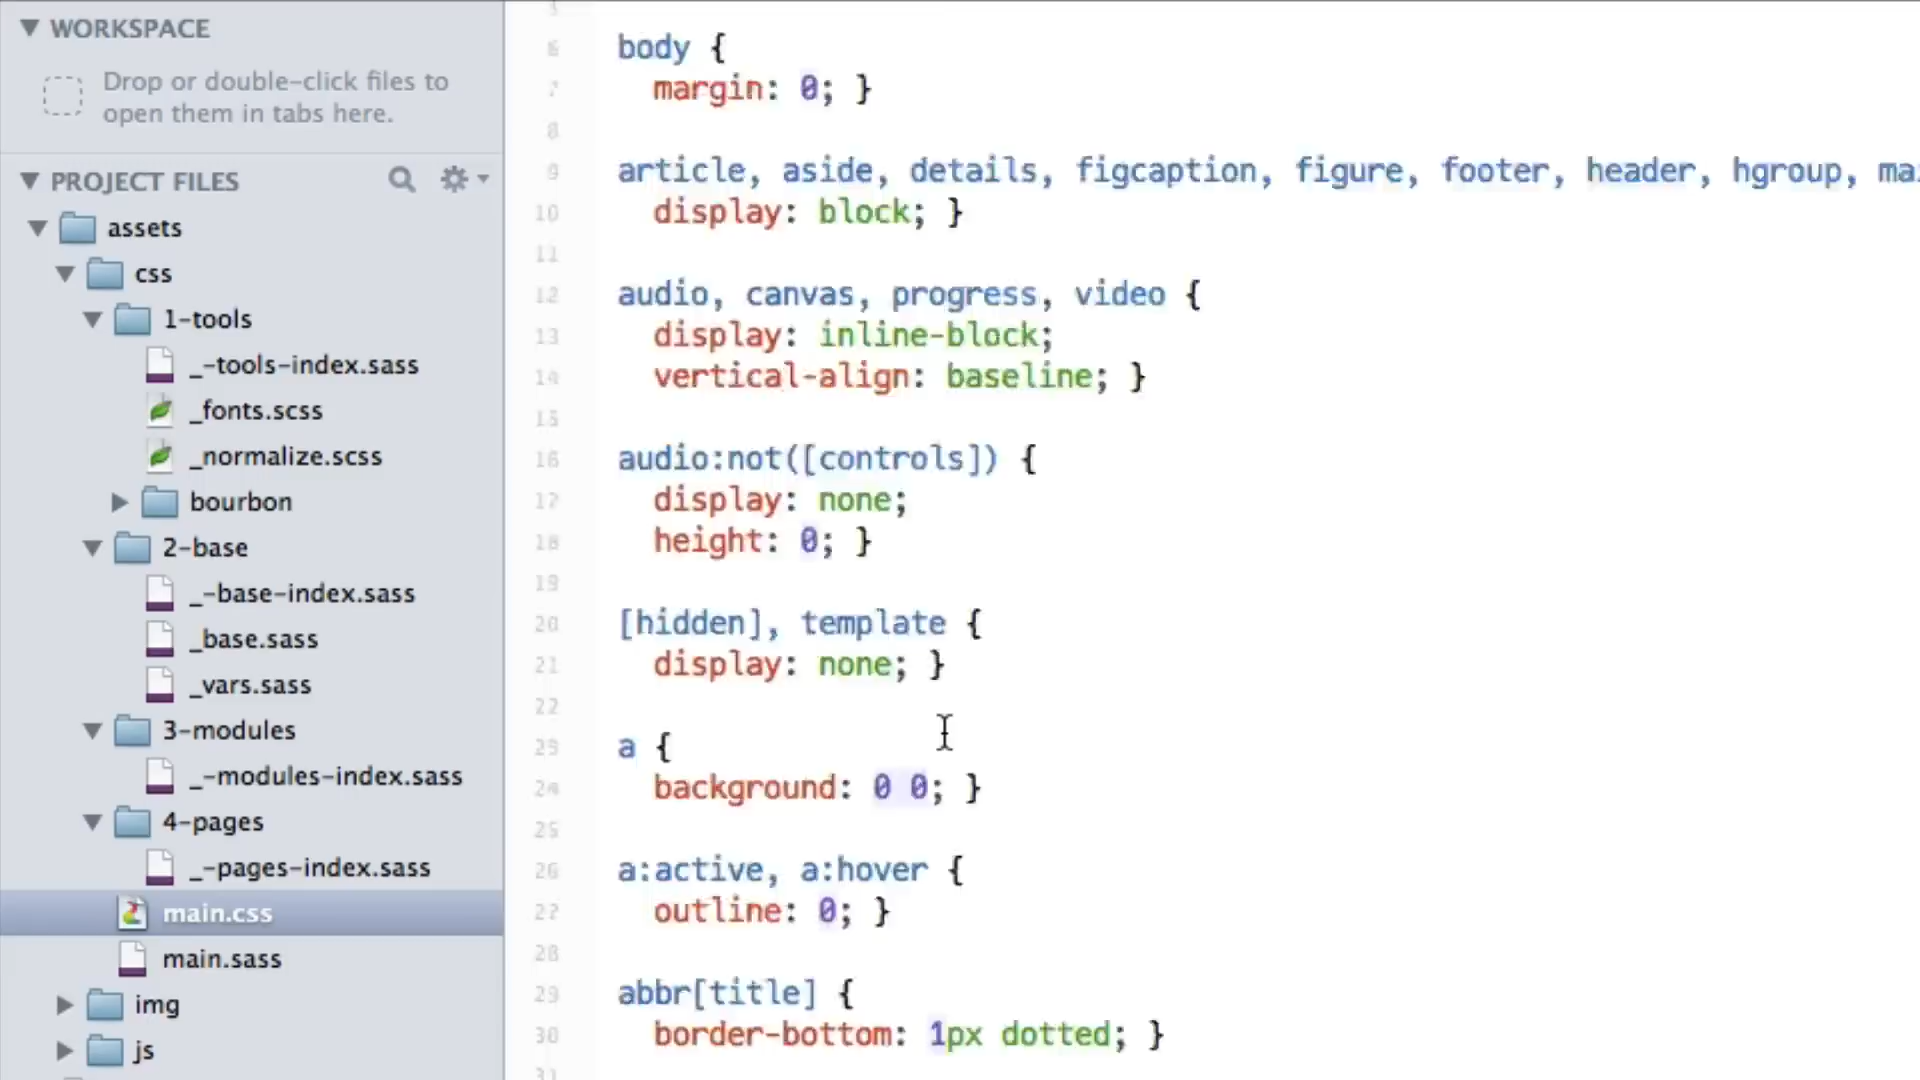 WORKSPACE
Drop or double-click files to
open them in tabs here.
PROJECT FILES
assets
css
1-tools
_-tools-index.sass
_fonts.scss
_normalize.scss
bourbon
2-base
_-base-index.sass
_base.sass
_vars.sass
3-modules
_-modules-index.sass
4-pages
_-pages-index.sass
main.css
main.sass
img
js
6 body {
7 margin: 0; }
8
9 article, aside, details, figcaption, figure, footer, header, hgroup, ma
10 display: block; }
11
12 audio, canvas, progress, video {
13 display: inline-block;
14 vertical-align: baseline; }
15
16 audio:not([controls]) {
17 display: none;
18 height: 0; }
19
20 [hidden], template {
21 display: none; }
22
23 a {
24 background: 0 0; }
25
26 a:active, a:hover {
27 outline: 0; }
28
29 abbr[title] {
30 border-bottom: 1px dotted; }
31